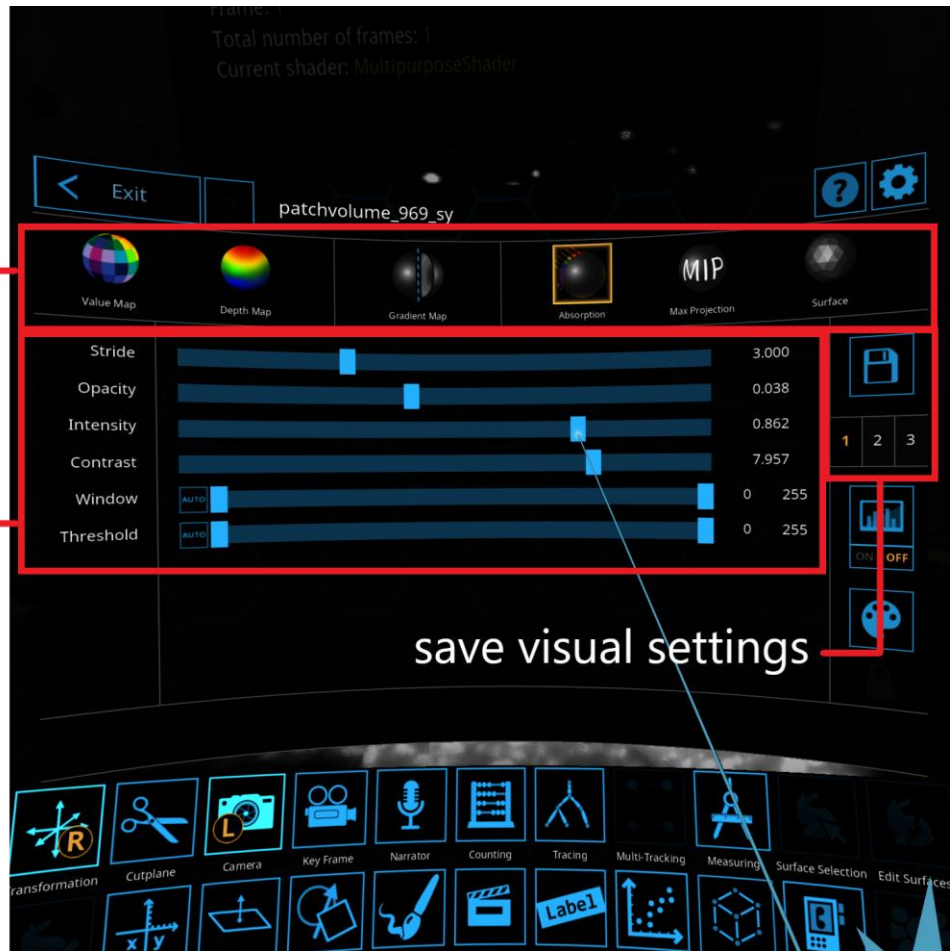 Frame: 1
Total number of frames: 1
Current shader: MultipurposeShader
Exit
?
patchvolume_969_sy
MIP
Value Map
Depth Map
Gradient Map
Absorption
Max Projection
Surface
Stride 3.000
Opacity 0.038
Intensity 0.862
Contrast 7.957
Window AUTO 0 255
Threshold AUTO 0 255
1 2 3
ON OFF
save visual settings
R
L
Transformation
Cutplane
Camera
Key Frame
Narrator
Counting
Tracing
Multi-Tracking
Measuring
Surface Selection
Edit Surfaces
x y
Label